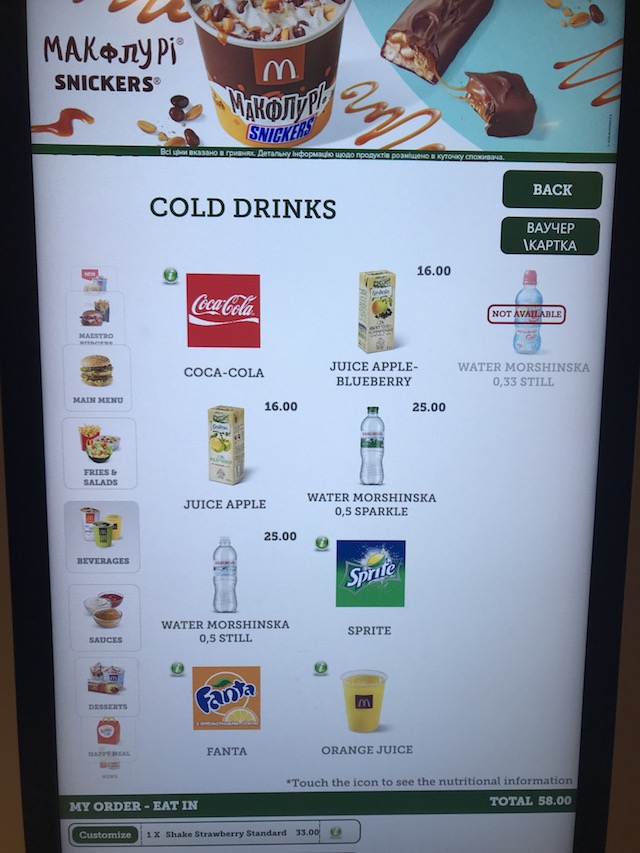 МАКФЛУРІ®
SNICKERS®
М
МАКФЛУРІ
SNICKERS
Всі ціни вказано в гривнях. Детальну інформацію щодо продуктів розміщено в куточку споживача.
BACK
COLD DRINKS
ВАУЧЕР
\КАРТКА
NEW
MAESTRO
BURGERS
MAIN MENU
FRIES &
SALADS
BEVERAGES
SAUCES
DESSERTS
HAPPY MEAL
Coca-Cola
COCA-COLA
16.00
JUICE APPLE-
BLUEBERRY
NOT AVAILABLE
WATER MORSHINSKA
0,33 STILL
16.00
JUICE APPLE
25.00
WATER MORSHINSKA
0,5 SPARKLE
25.00
WATER MORSHINSKA
0,5 STILL
Sprite
SPRITE
Fanta
FANTA
ORANGE JUICE
*Touch the icon to see the nutritional information
MY ORDER - EAT IN
TOTAL 58.00
Customize 1 X Shake Strawberry Standard 33.00